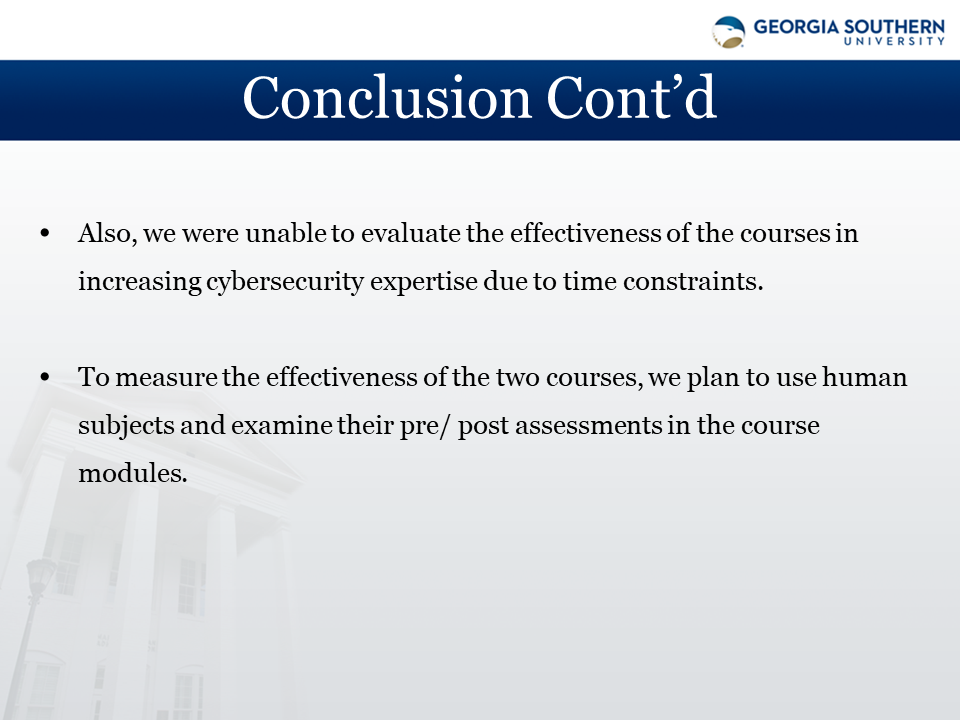 GEORGIA SOUTHERN
UNIVERSITY
Conclusion Cont’d
• Also, we were unable to evaluate the effectiveness of the courses in
increasing cybersecurity expertise due to time constraints.
• To measure the effectiveness of the two courses, we plan to use human
subjects and examine their pre/ post assessments in the course
modules.